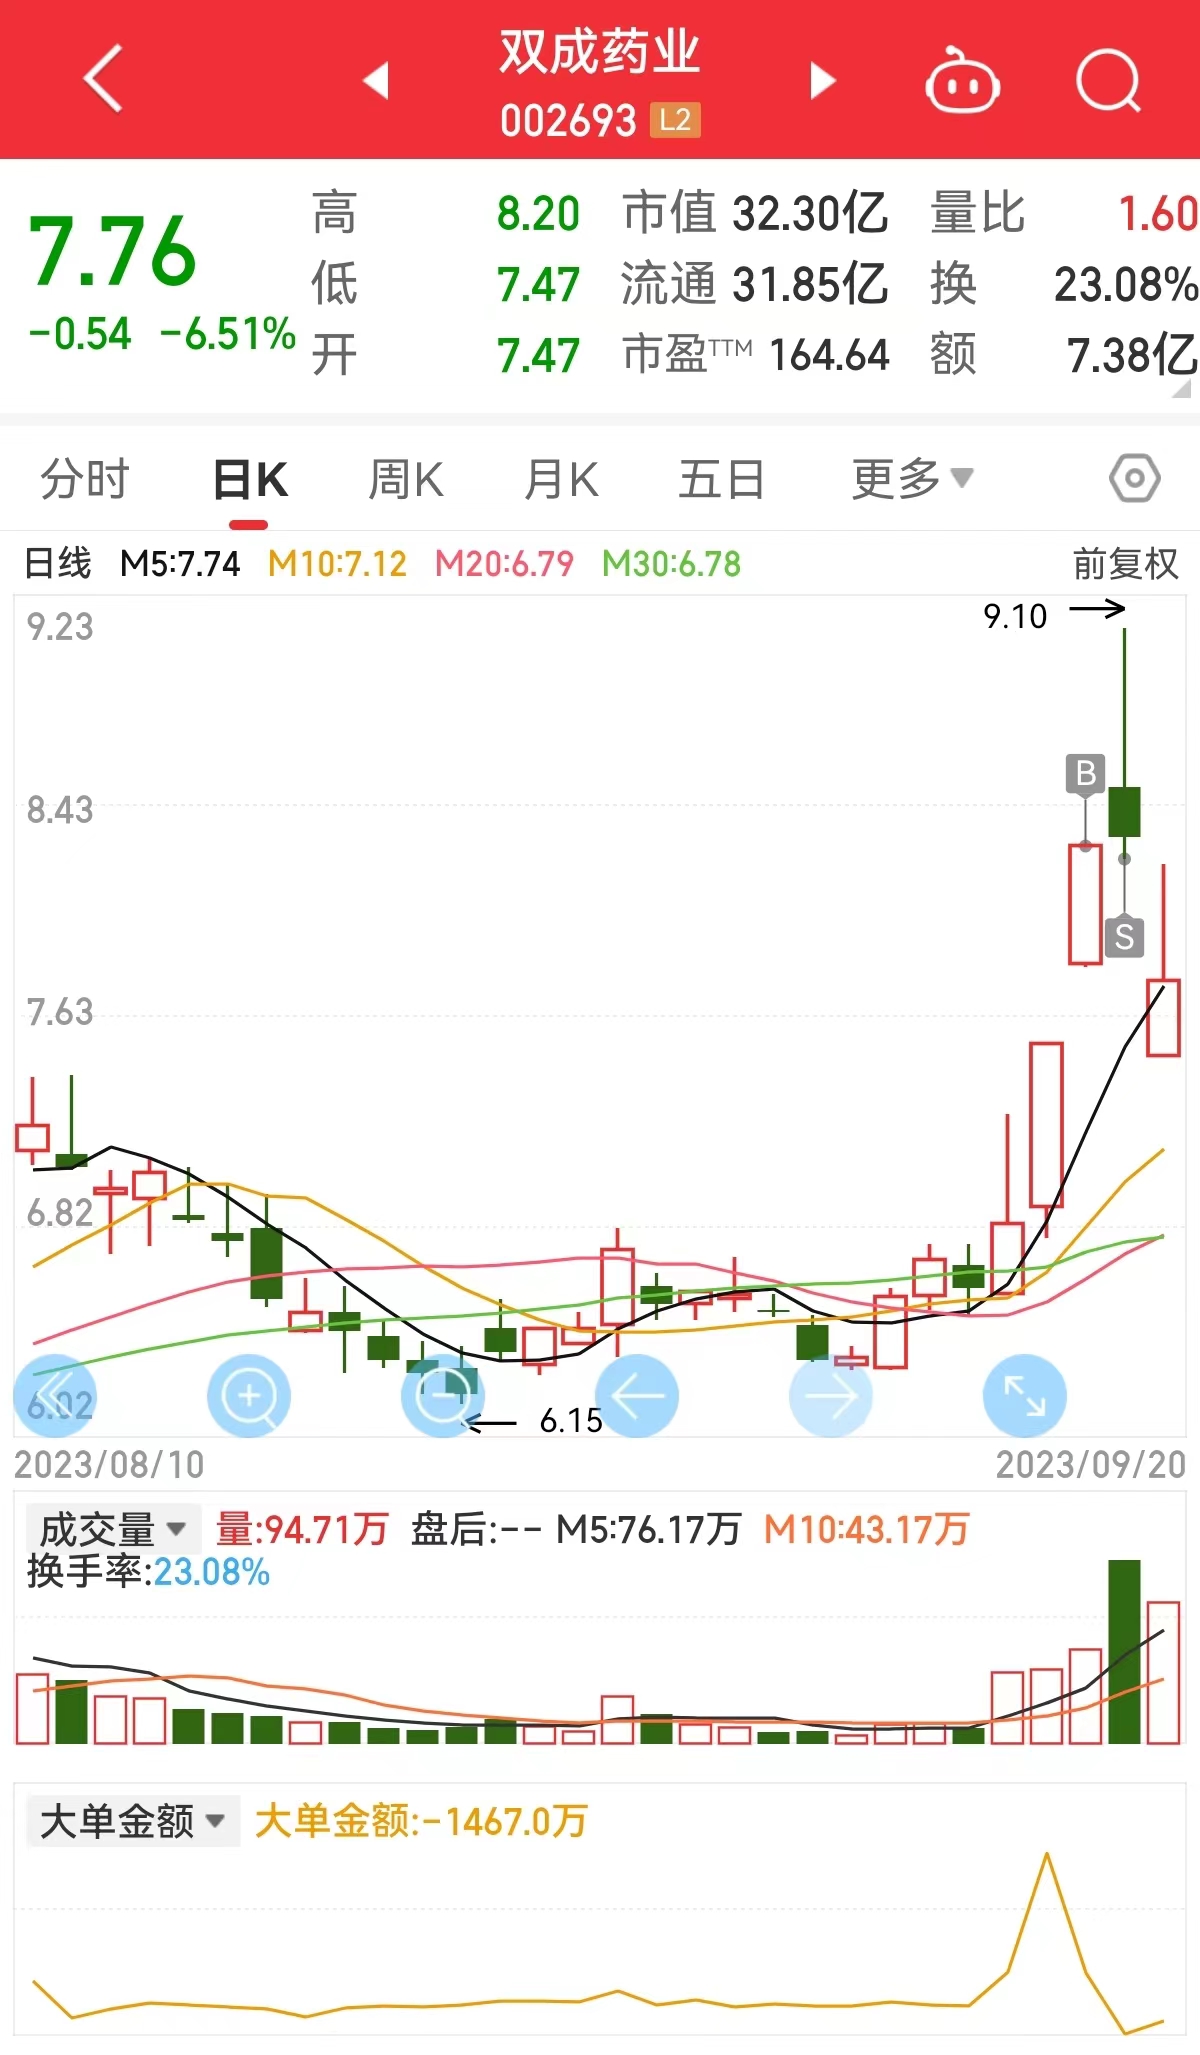 双成药业
002693 L2
7.76 高 8.20 市值 32.30亿 量比 1.60
-0.54 -6.51% 低 7.47 流通 31.85亿 换 23.08%
开 7.47 市盈TTM 164.64 额 7.38亿
分时 日K 周K 月K 五日 更多
日线 M5:7.74 M10:7.12 M20:6.79 M30:6.78 前复权
9.23
9.10
8.43
B
S
7.63
6.82
6.02
6.15
2023/08/10 2023/09/20
成交量 量:94.71万 盘后:-- M5:76.17万 M10:43.17万
换手率:23.08%
大单金额 大单金额:-1467.0万